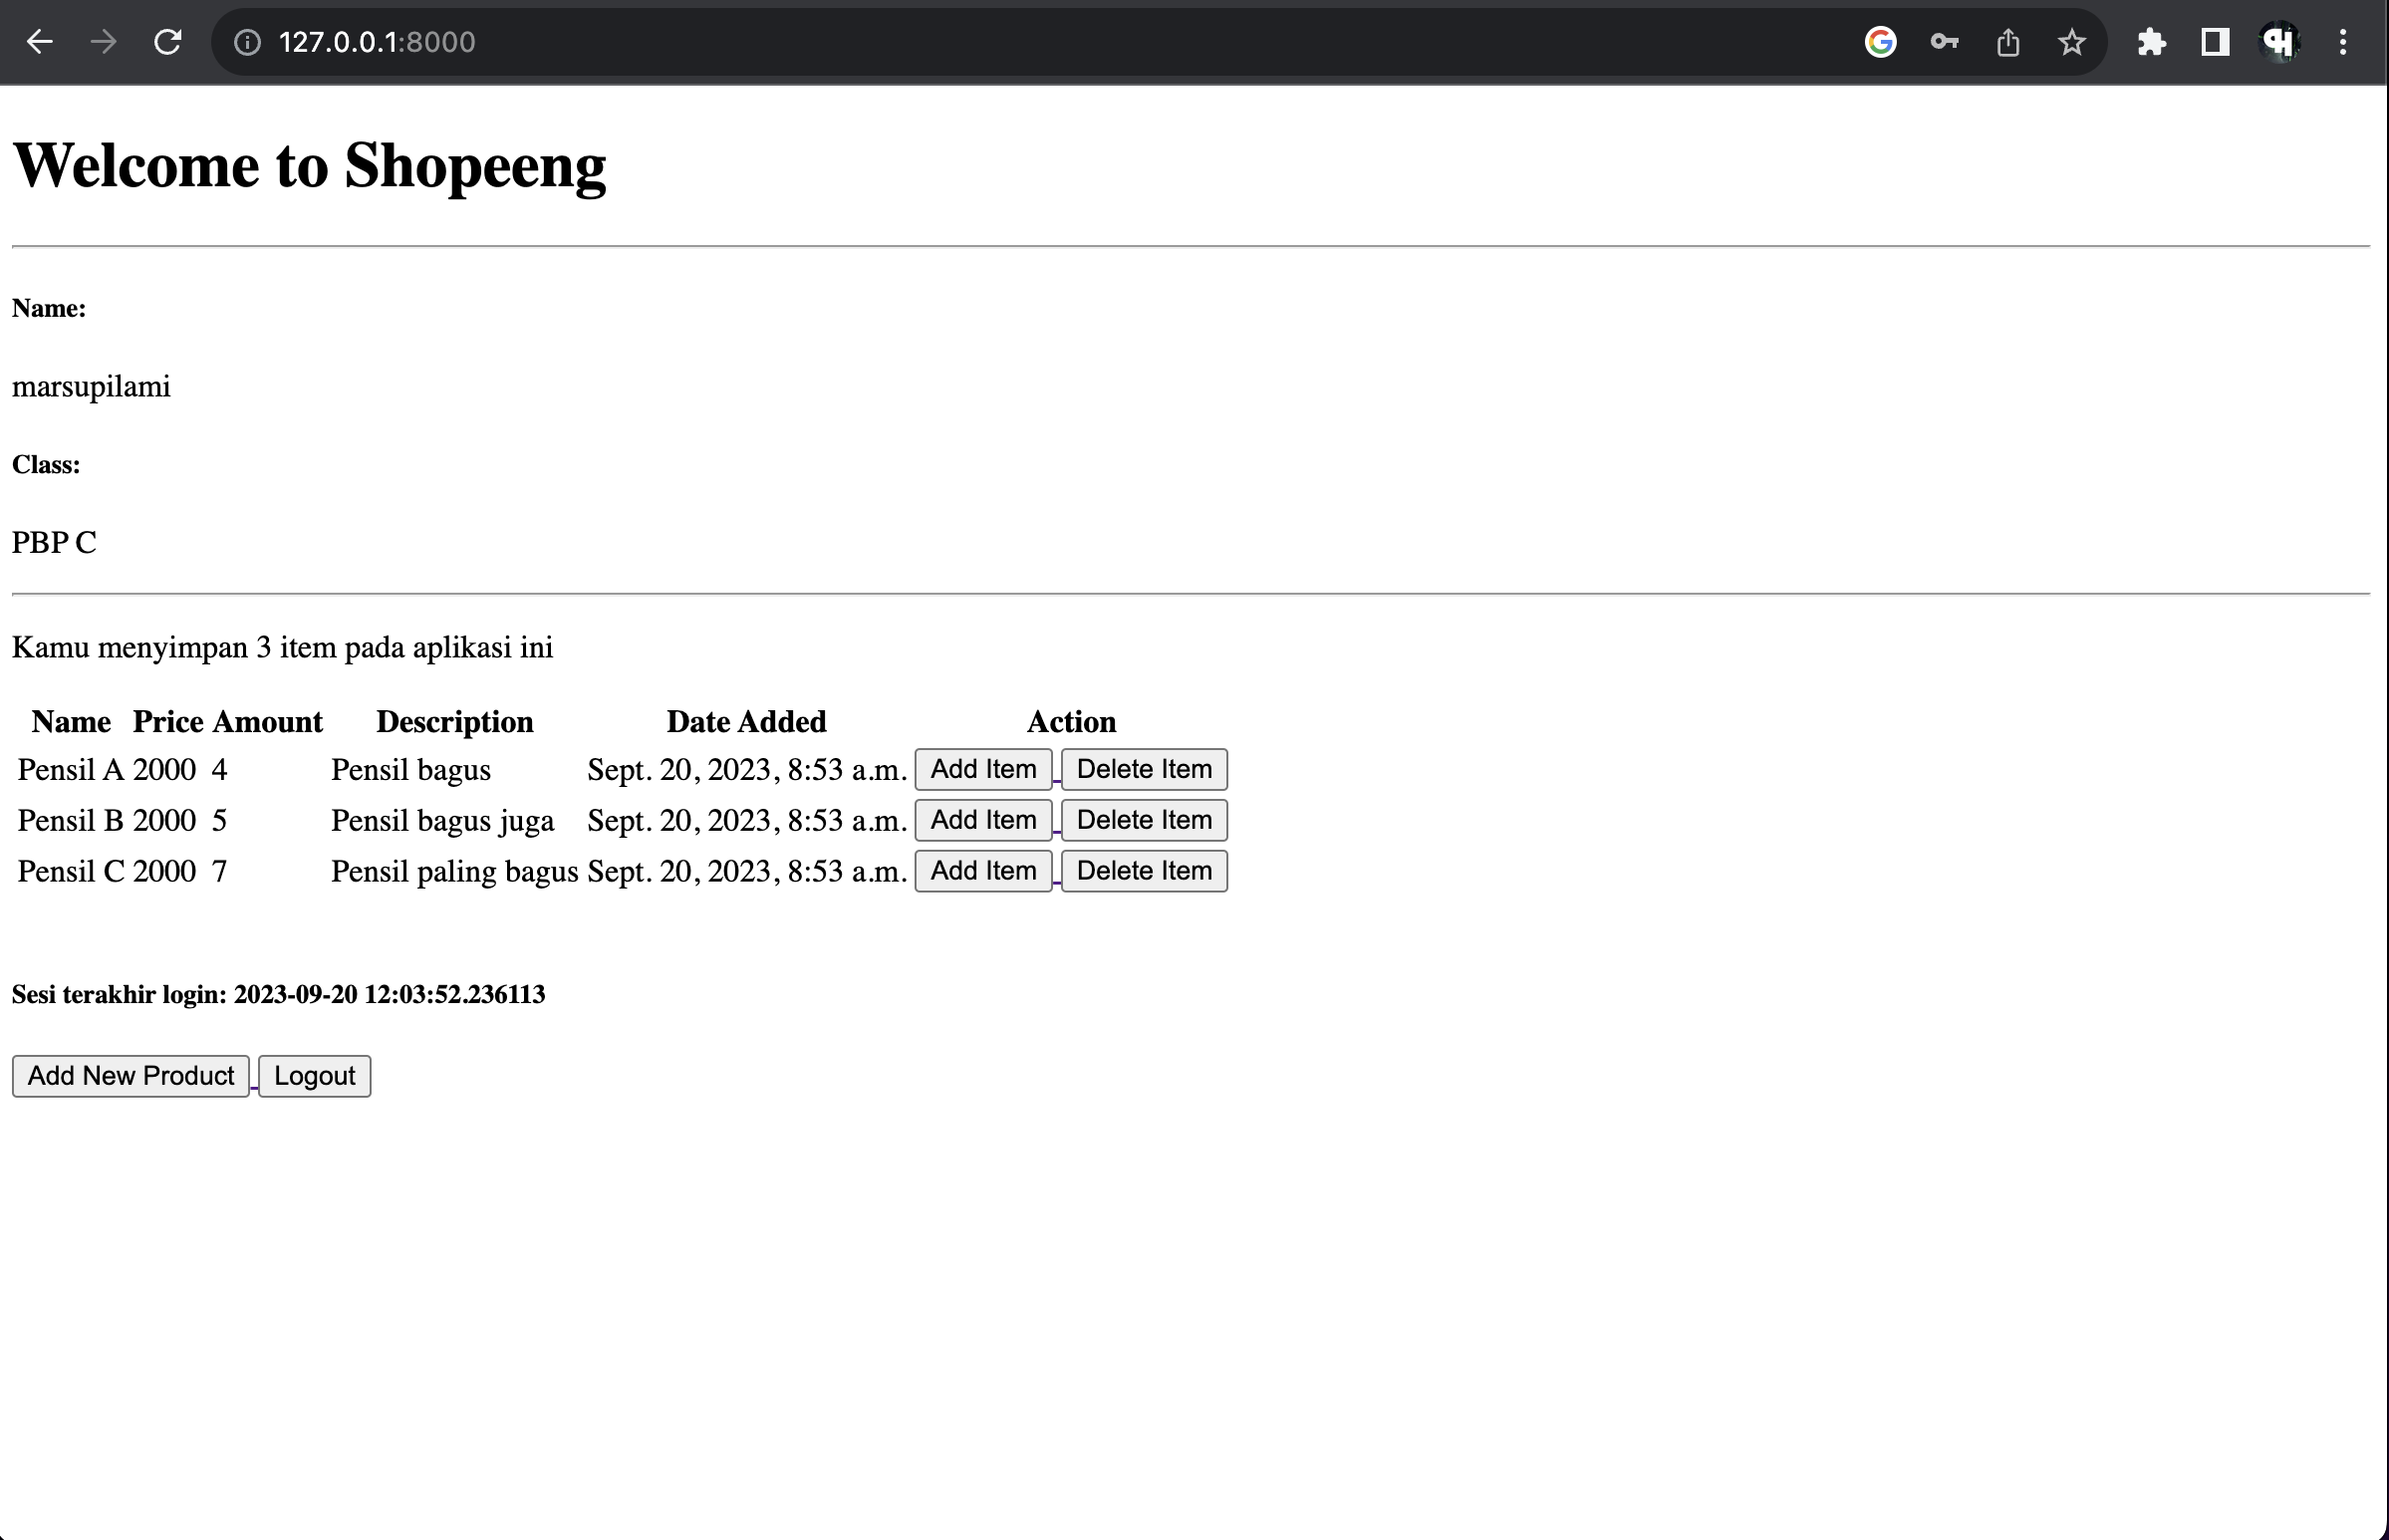 127.0.0.1:8000
Welcome to Shopeeng
Name:
marsupilami
Class:
PBP C
Kamu menyimpan 3 item pada aplikasi ini
Name Price Amount Description Date Added Action
Pensil A 2000 4 Pensil bagus Sept. 20, 2023, 8:53 a.m. Add Item Delete Item
Pensil B 2000 5 Pensil bagus juga Sept. 20, 2023, 8:53 a.m. Add Item Delete Item
Pensil C 2000 7 Pensil paling bagus Sept. 20, 2023, 8:53 a.m. Add Item Delete Item
Sesi terakhir login: 2023-09-20 12:03:52.236113
Add New Product Logout